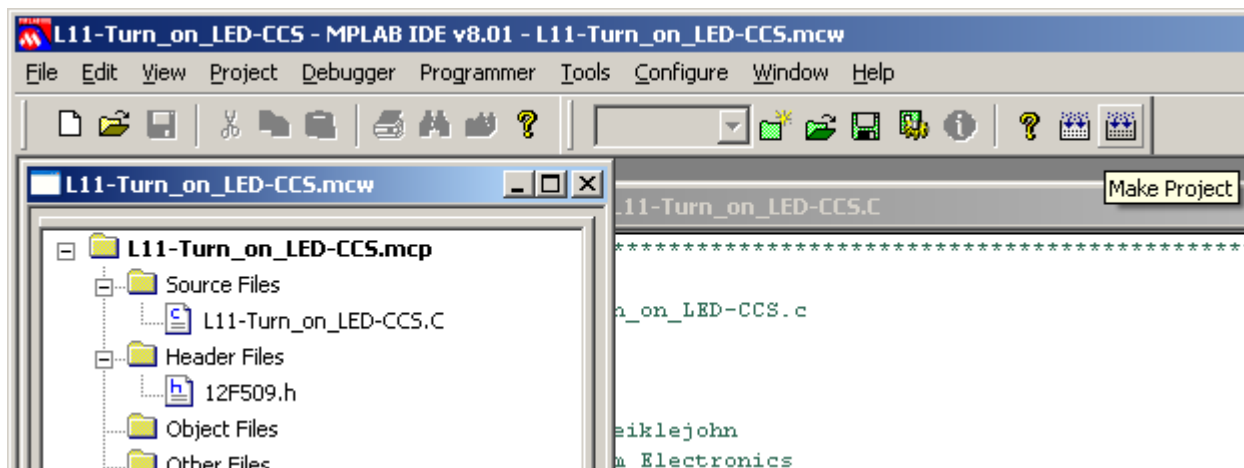 L11-Turn_on_LED-CCS - MPLAB IDE v8.01 - L11-Turn_on_LED-CCS.mcw
File Edit View Project Debugger Programmer Tools Configure Window Help
L11-Turn_on_LED-CCS.mcw
L11-Turn_on_LED-CCS.C
Make Project
L11-Turn_on_LED-CCS.mcp
Source Files
L11-Turn_on_LED-CCS.C
Header Files
12F509.h
Object Files
Other Files
************************************************
n_on_LED-CCS.c
eiklejohn
m Electronics